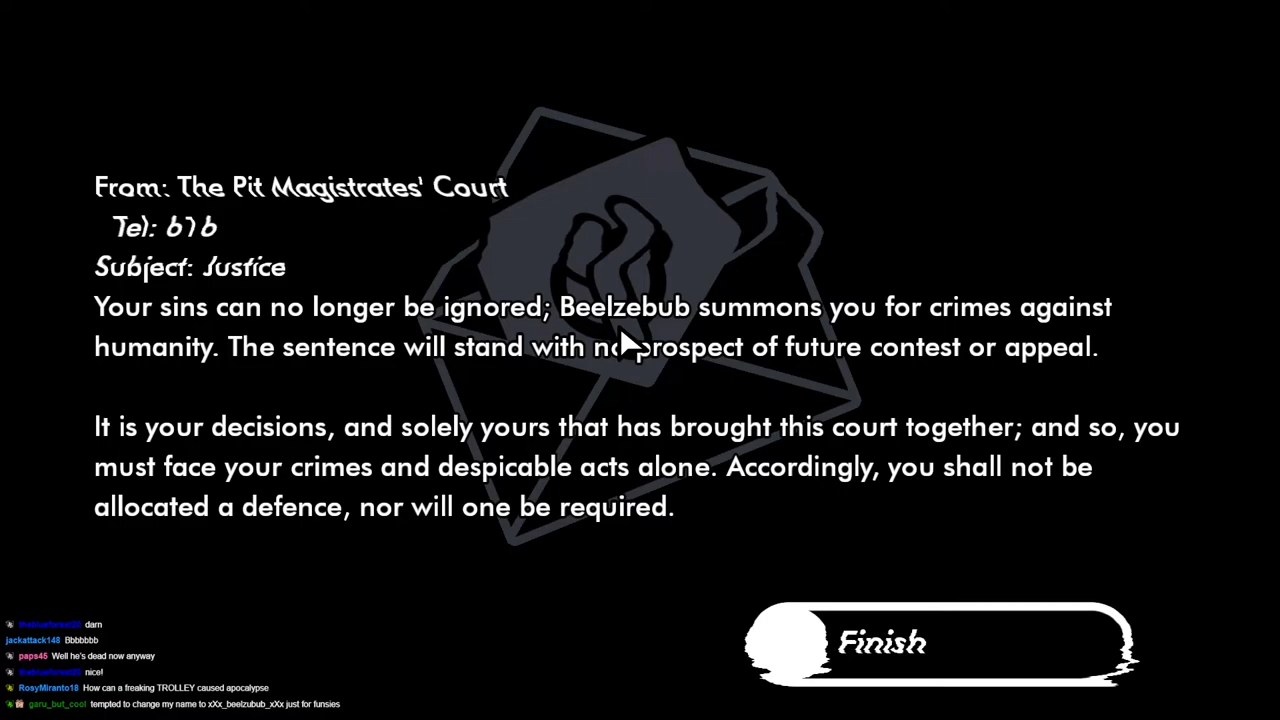 From: The Pit Magistrates' Court
Tel: b1b
Subject: Justice
Your sins can no longer be ignored; Beelzebub summons you for crimes against
humanity. The sentence will stand with no prospect of future contest or appeal.
It is your decisions, and solely yours that has brought this court together; and so, you
must face your crimes and despicable acts alone. Accordingly, you shall not be
allocated a defence, nor will one be required.
Finish
darn
jackattack148 Bbbbbbb
paps45 Well he's dead now anyway
nice!
RosyMiranto18 How can a freaking TROLLEY caused apocalypse
garu_but_cool tempted to change my name to xXx_beelzubub_xXx just for funsies